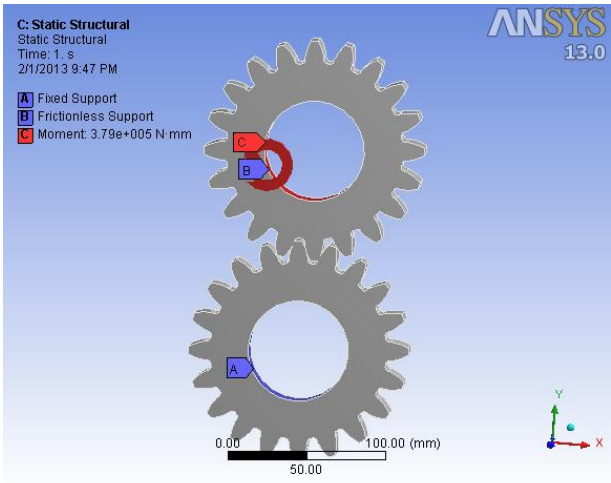 C: Static Structural
Static Structural
Time: 1. s
2/1/2013 9:47 PM
A Fixed Support
B Frictionless Support
C Moment: 3.79e+005 N·mm
ANSYS
13.0
C
B
A
0.00 100.00 (mm)
50.00
Y
X